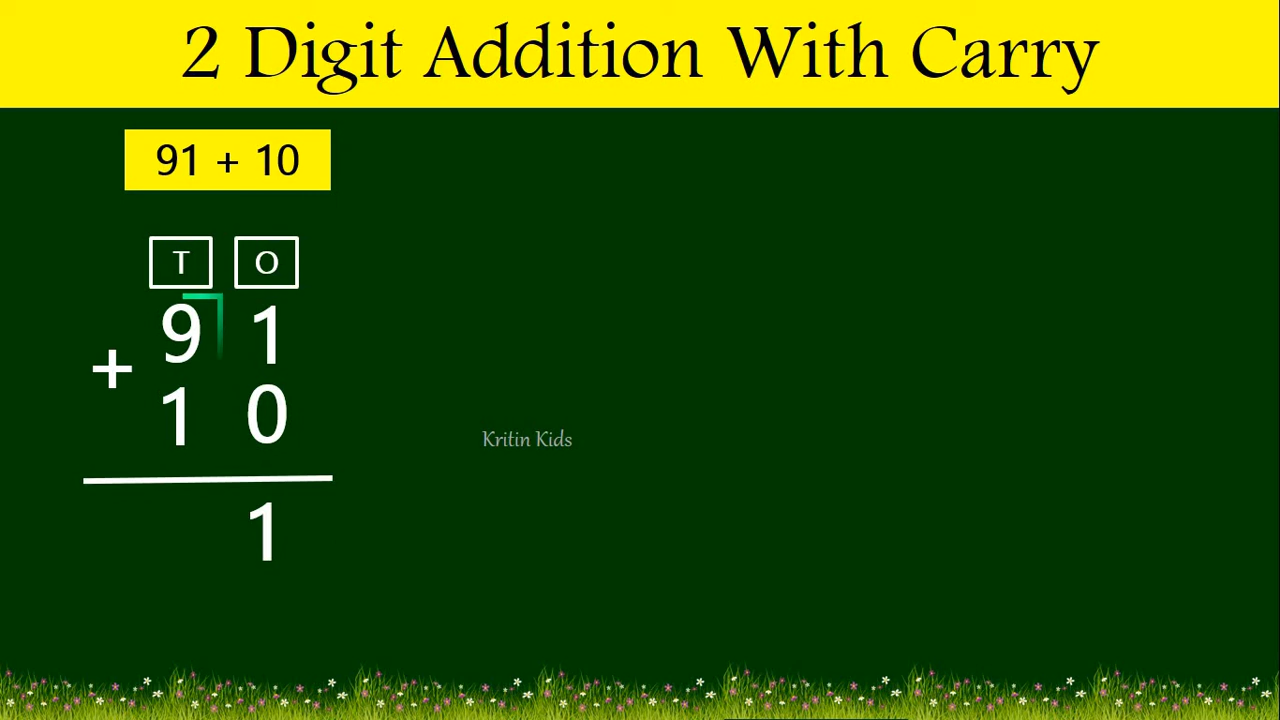 2 Digit Addition With Carry
91 + 10
T O
9 1
+
1 0
Kritin Kids
1